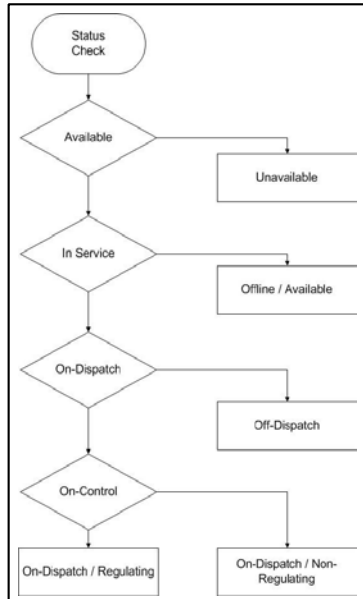 Status
Check
Available
Unavailable
In Service
Offline / Available
On-Dispatch
Off-Dispatch
On-Control
On-Dispatch / Regulating
On-Dispatch / Non-
Regulating